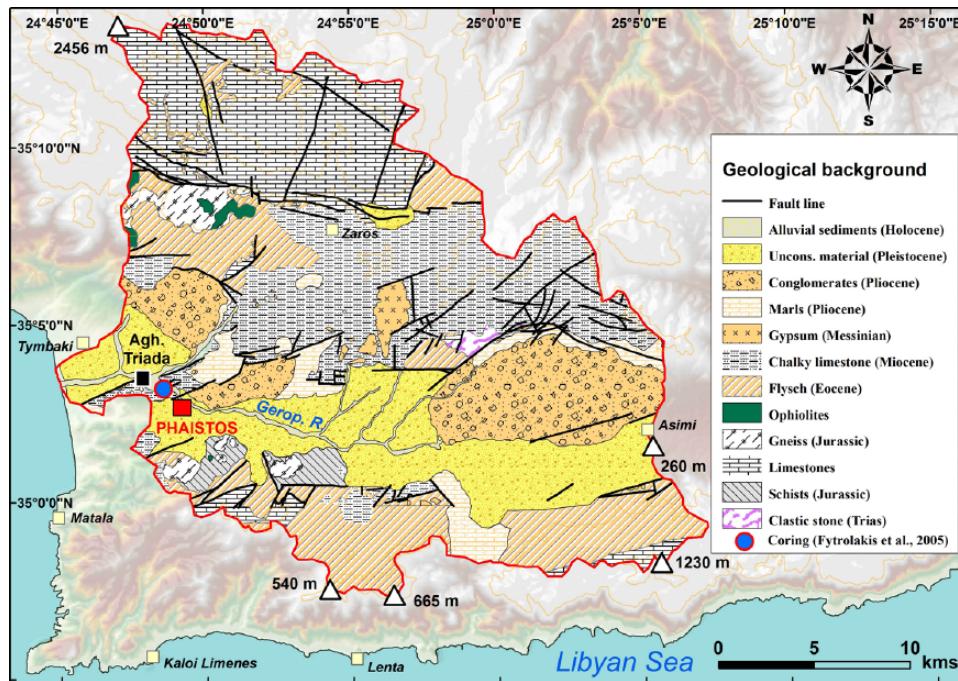 24°45'0"E 24°50'0"E 24°55'0"E 25°0'0"E 25°5'0"E 25°10'0"E 25°15'0"E
2456 m
N
W E
S
35°10'0"N
Geological background
Fault line
Alluvial sediments (Holocene)
Uncons. material (Pleistocene)
Conglomerates (Pliocene)
Marls (Pliocene)
Gypsum (Messinian)
Chalky limestone (Miocene)
Flysch (Eocene)
Ophiolites
Gneiss (Jurassic)
Limestones
Schists (Jurassic)
Clastic stone (Trias)
Coring (Fytrolakis et al., 2005)
Zaros
35°5'0"N
Tymbaki
Agh.
Triada
Gerop. R.
PHAISTOS
Asimi
260 m
35°0'0"N
Matala
540 m
665 m
1230 m
Kaloi Limenes
Lenta
Libyan Sea
0 5 10
kms